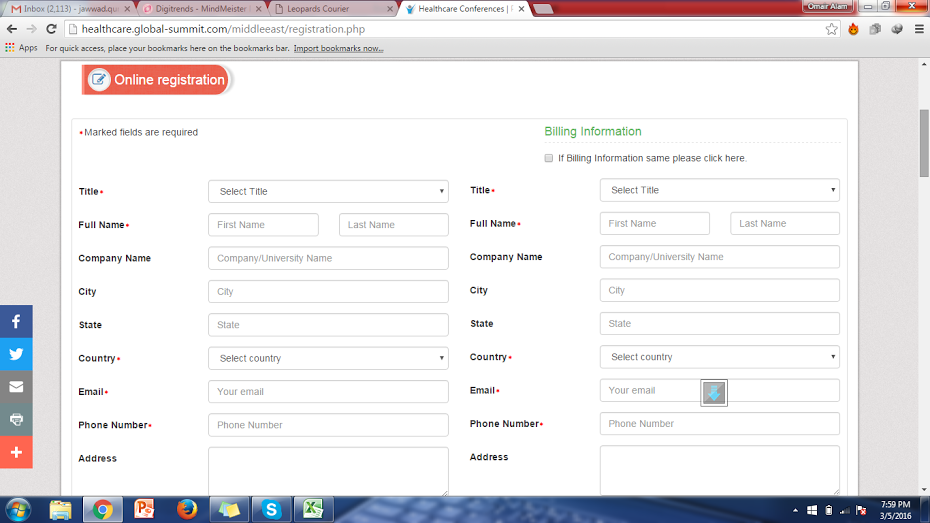 Inbox (2,113) - jawwad.qu
Digitrends - MindMeister
Leopards Courier
Healthcare Conferences | R
Omar Alam
healthcare.global-summit.com/middleeast/registration.php
Apps For quick access, place your bookmarks here on the bookmarks bar. Import bookmarks now...
Online registration
•Marked fields are required
Billing Information
If Billing Information same please click here.
Title• Select Title
Full Name• First Name Last Name
Company Name Company/University Name
City City
State State
Country• Select country
Email• Your email
Phone Number• Phone Number
Address
Title• Select Title
Full Name• First Name Last Name
Company Name Company/University Name
City City
State State
Country• Select country
Email• Your email
Phone Number• Phone Number
Address
7:59 PM
3/5/2016